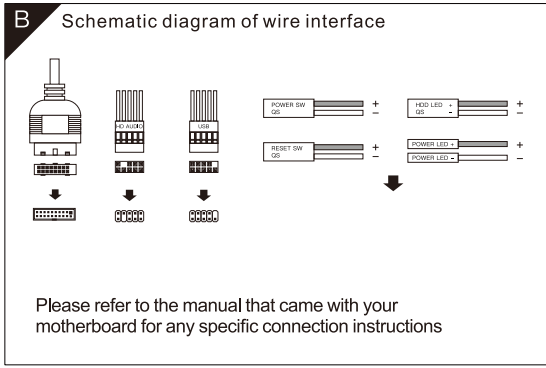 B
Schematic diagram of wire interface
HD AUDIO
USB
POWER SW
QS
+
−
HDD LED +
QS −
+
−
RESET SW
QS
+
−
POWER LED +
POWER LED −
+
−
Please refer to the manual that came with your
motherboard for any specific connection instructions